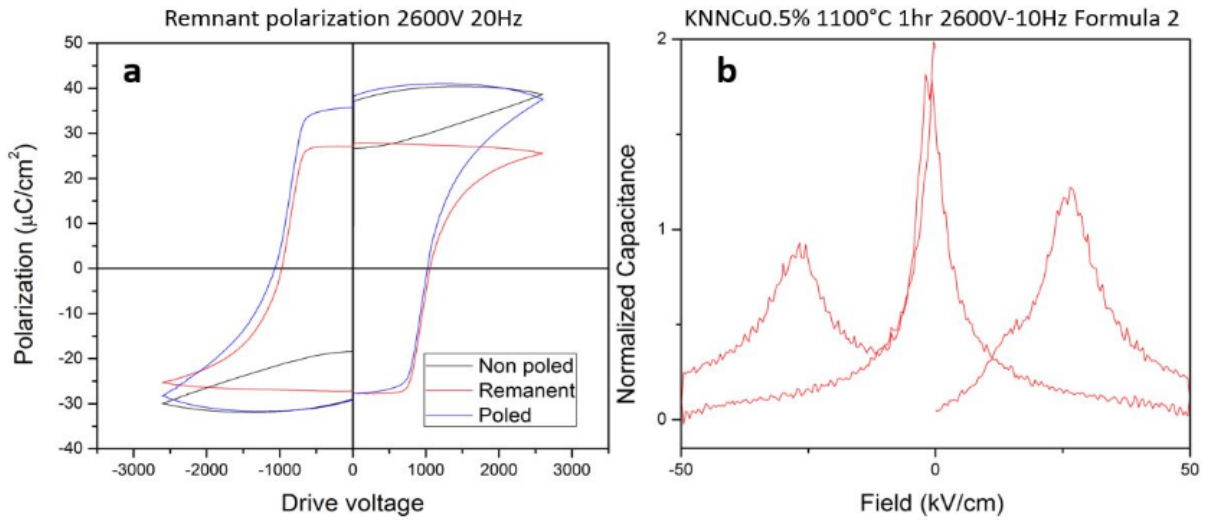 Remnant polarization 2600V 20Hz
a
Polarization (μC/cm²)
50
40
30
20
10
0
-10
-20
-30
-40
Non poled
Remanent
Poled
-3000 -2000 -1000 0 1000 2000 3000
Drive voltage
KNNCu0.5% 1100°C 1hr 2600V-10Hz Formula 2
b
Normalized Capacitance
2
1
0
-50 0 50
Field (kV/cm)